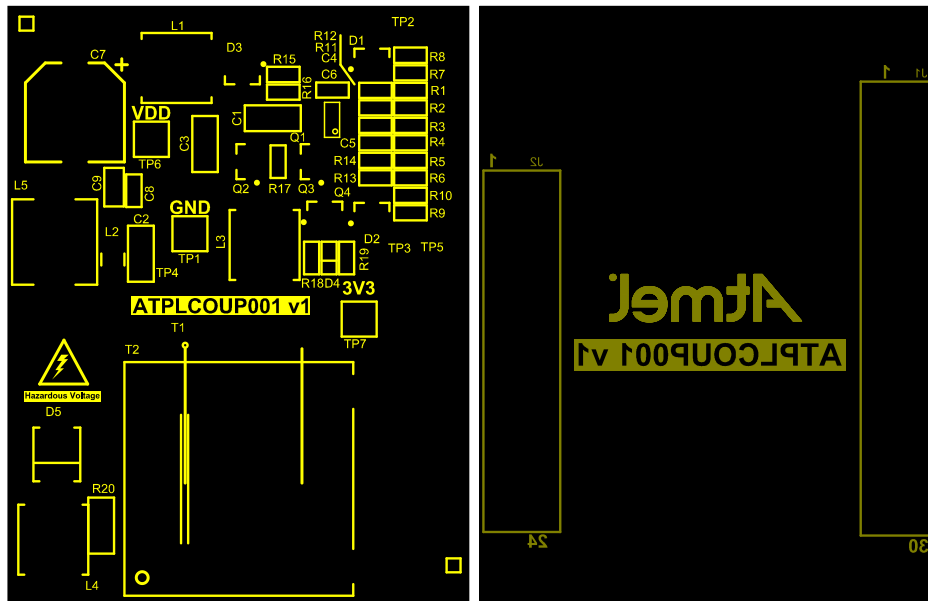 TP2
L1
R12
D3
R11
D1
C7
+
C4
R8
R15
R7
C6
R16
R1
VDD
C1
R2
R3
Q1
C3
C5
R4
TP6
R14
R5
C9
C8
R13
R6
L5
Q2
R17
Q3
Q4
R10
GND
R9
C2
L2
L3
D2
TP1
TP3
TP5
TP4
R19
R18
D4
3V3
ATPLCOUP001 v1
T1
TP7
T2
Hazardous Voltage
D5
R20
L4
1
J1
1
J2
Atmel
ATPLCOUP001 v1
24
30